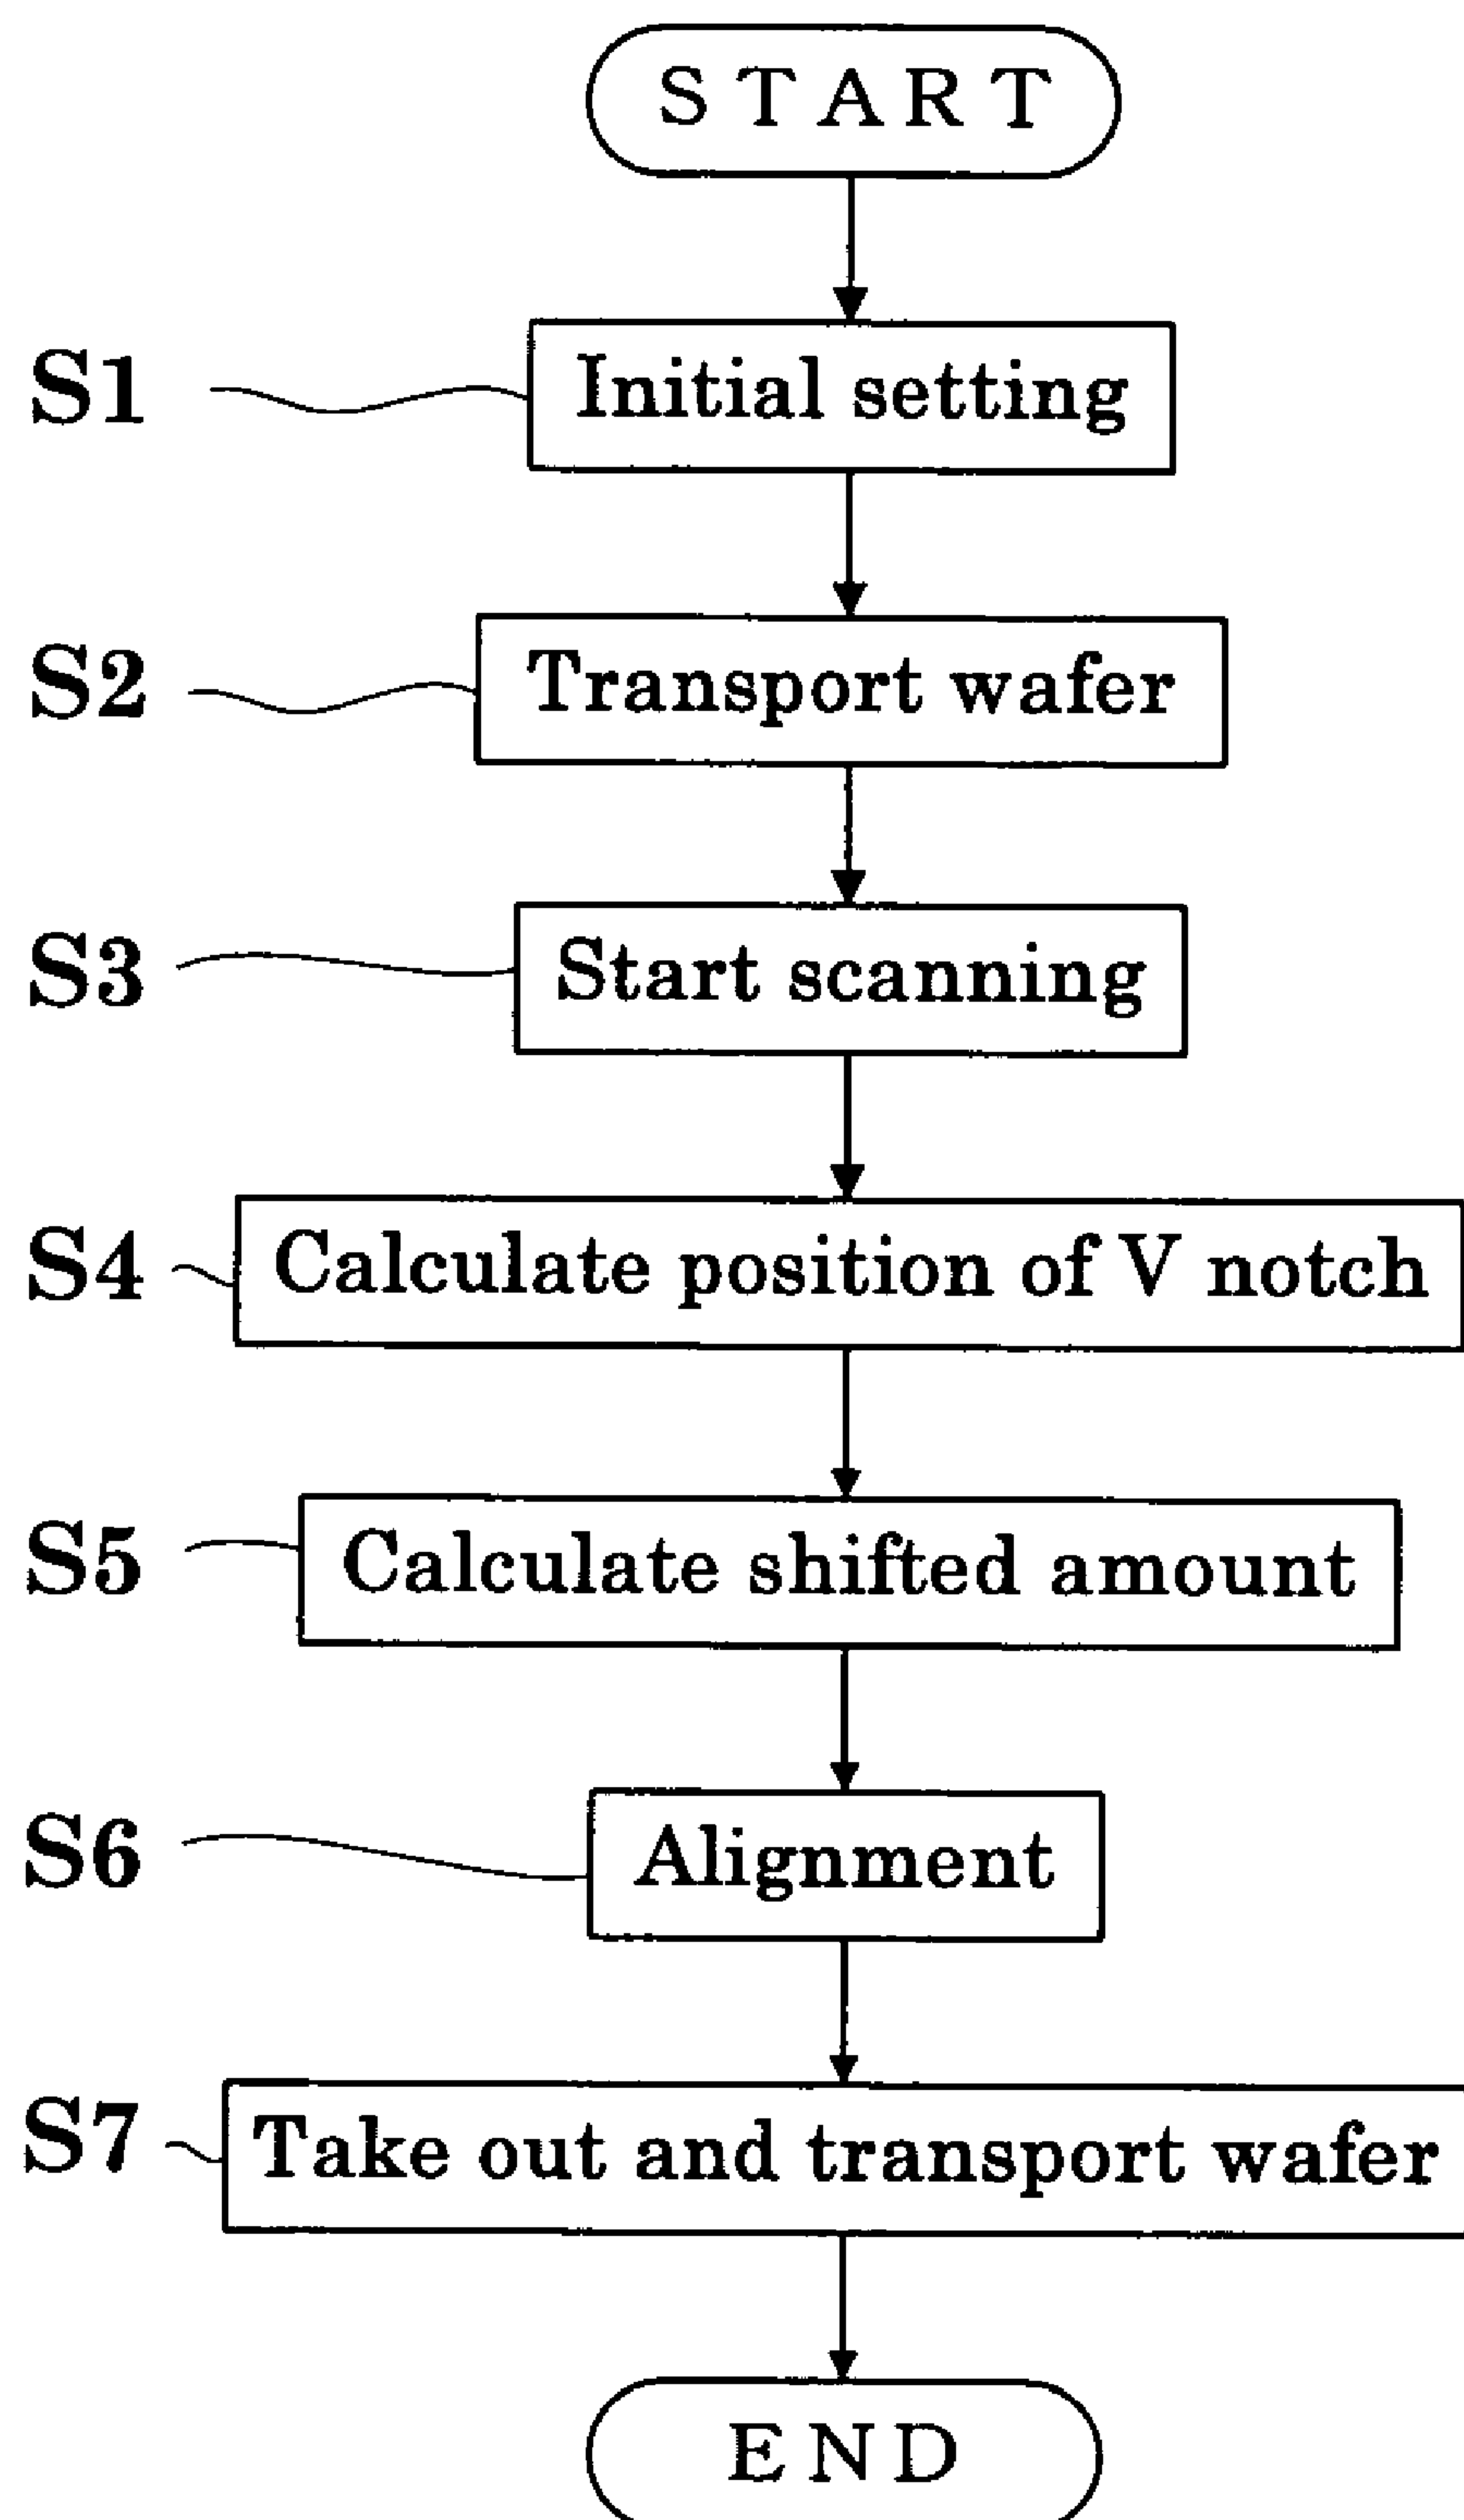 START
S1 Initial setting
S2 Transport wafer
S3 Start scanning
S4 Calculate position of V notch
S5 Calculate shifted amount
S6 Alignment
S7 Take out and transport wafer
END